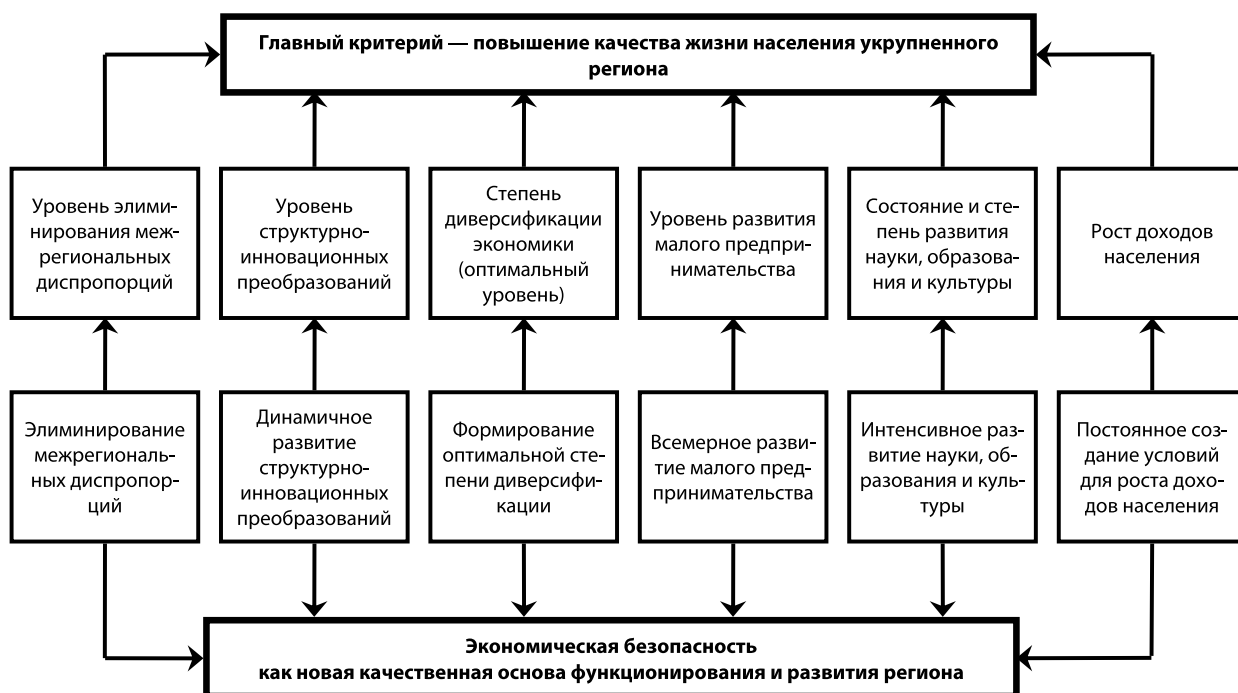 Главный критерий — повышение качества жизни населения укрупненного
региона
Уровень элими-
нирования меж-
региональных
диспропорций
Уровень
структурно-
инновационных
преобразований
Степень
диверсификации
экономики
(оптимальный
уровень)
Уровень развития
малого предпри-
нимательства
Состояние и сте-
пень развития
науки, образова-
ния и культуры
Рост доходов
населения
Элиминирование
межрегиональ-
ных диспропор-
ций
Динамичное
развитие
структурно-
инновационных
преобразований
Формирование
оптимальной сте-
пени диверсифи-
кации
Всемерное разви-
тие малого пред-
принимательства
Интенсивное раз-
витие науки, об-
разования и куль-
туры
Постоянное соз-
дание условий
для роста дохо-
дов населения
Экономическая безопасность
как новая качественная основа функционирования и развития региона